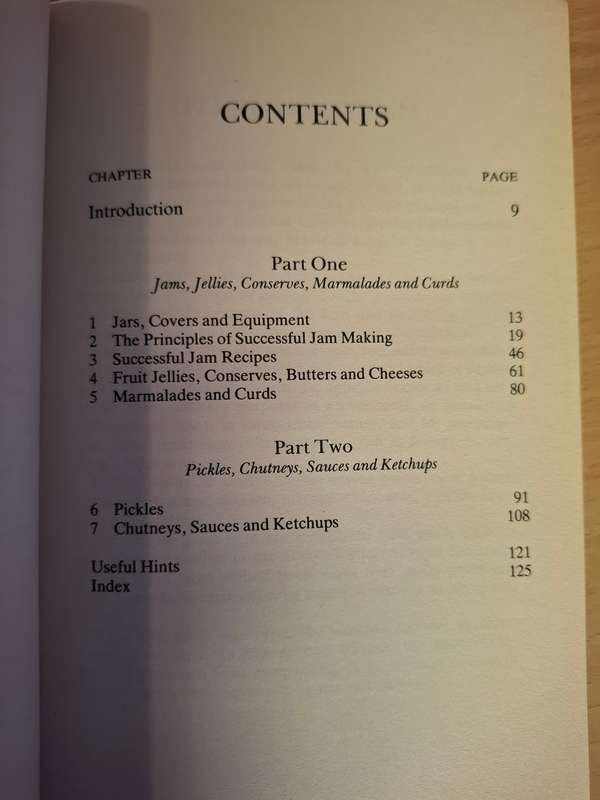 CONTENTS
CHAPTER PAGE
Introduction 9
Part One
Jams, Jellies, Conserves, Marmalades and Curds
1 Jars, Covers and Equipment 13
2 The Principles of Successful Jam Making 19
3 Successful Jam Recipes 46
4 Fruit Jellies, Conserves, Butters and Cheeses 61
5 Marmalades and Curds 80
Part Two
Pickles, Chutneys, Sauces and Ketchups
6 Pickles 91
7 Chutneys, Sauces and Ketchups 108
Useful Hints 121
Index 125